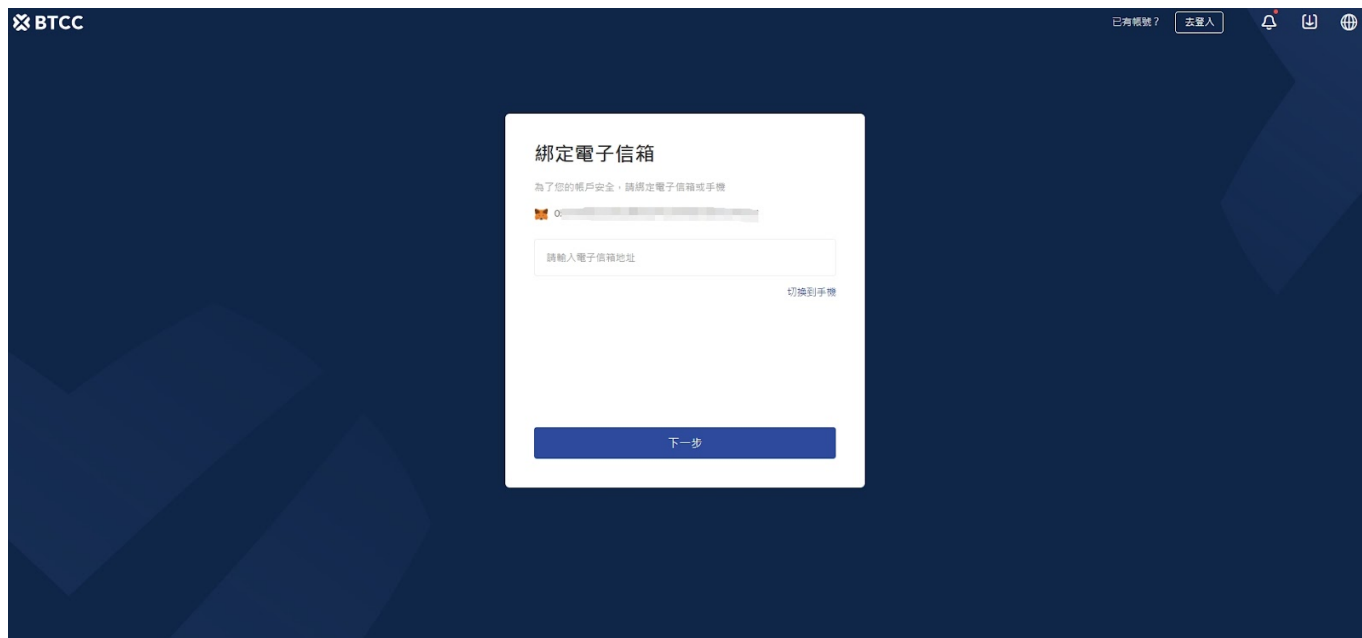 BTCC
已有帳號？ 去登入
綁定電子信箱
為了您的帳戶安全，請綁定電子信箱或手機
請輸入電子信箱地址
切換到手機
下一步